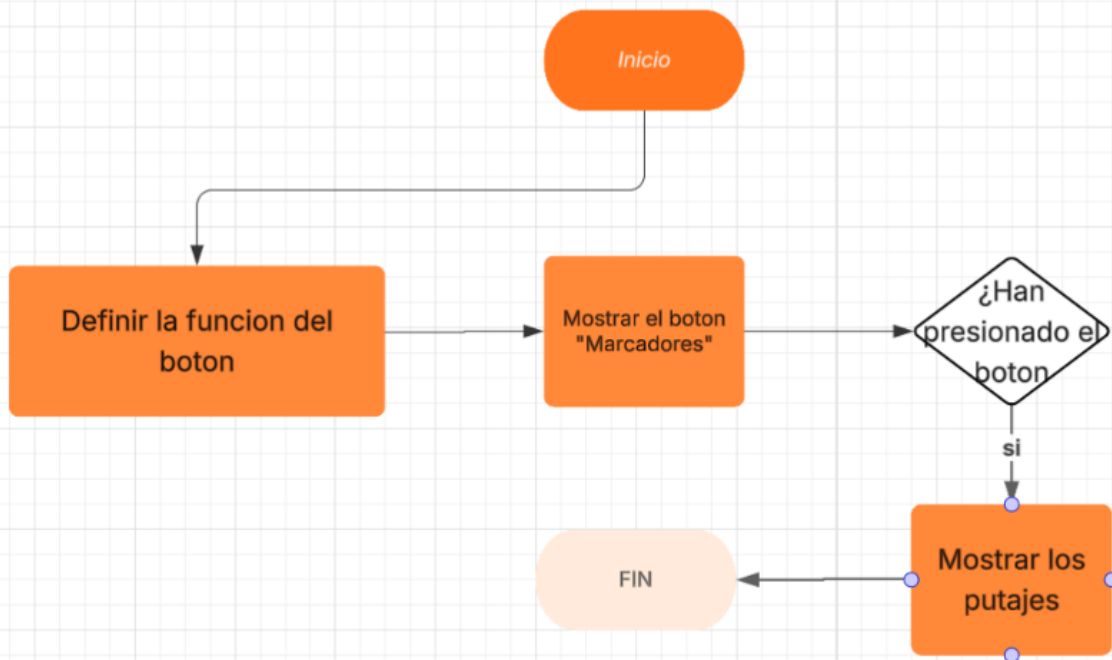 Inicio
Definir la funcion del
boton
Mostrar el boton
"Marcadores"
¿Han
presionado el
boton
si
Mostrar los
putajes
FIN